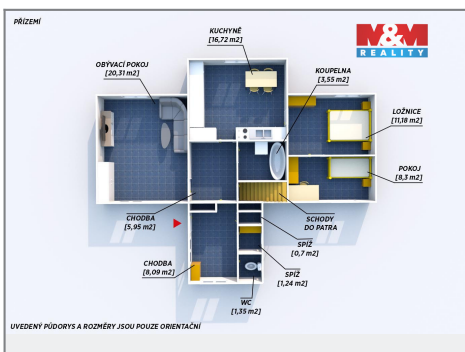 PŘÍZEMÍ
M&M
REALITY
KUCHYNĚ
[16,72 m2]
OBÝVACÍ POKOJ
[20,31 m2]
KOUPELNA
[3,55 m2]
LOŽNICE
[11,18 m2]
POKOJ
[8,3 m2]
CHODBA
[5,95 m2]
SCHODY
DO PATRA
SPÍŽ
[0,7 m2]
CHODBA
[8,09 m2]
SPÍŽ
[1,24 m2]
WC
[1,35 m2]
UVEDENÝ PŮDORYS A ROZMĚRY JSOU POUZE ORIENTAČNÍ